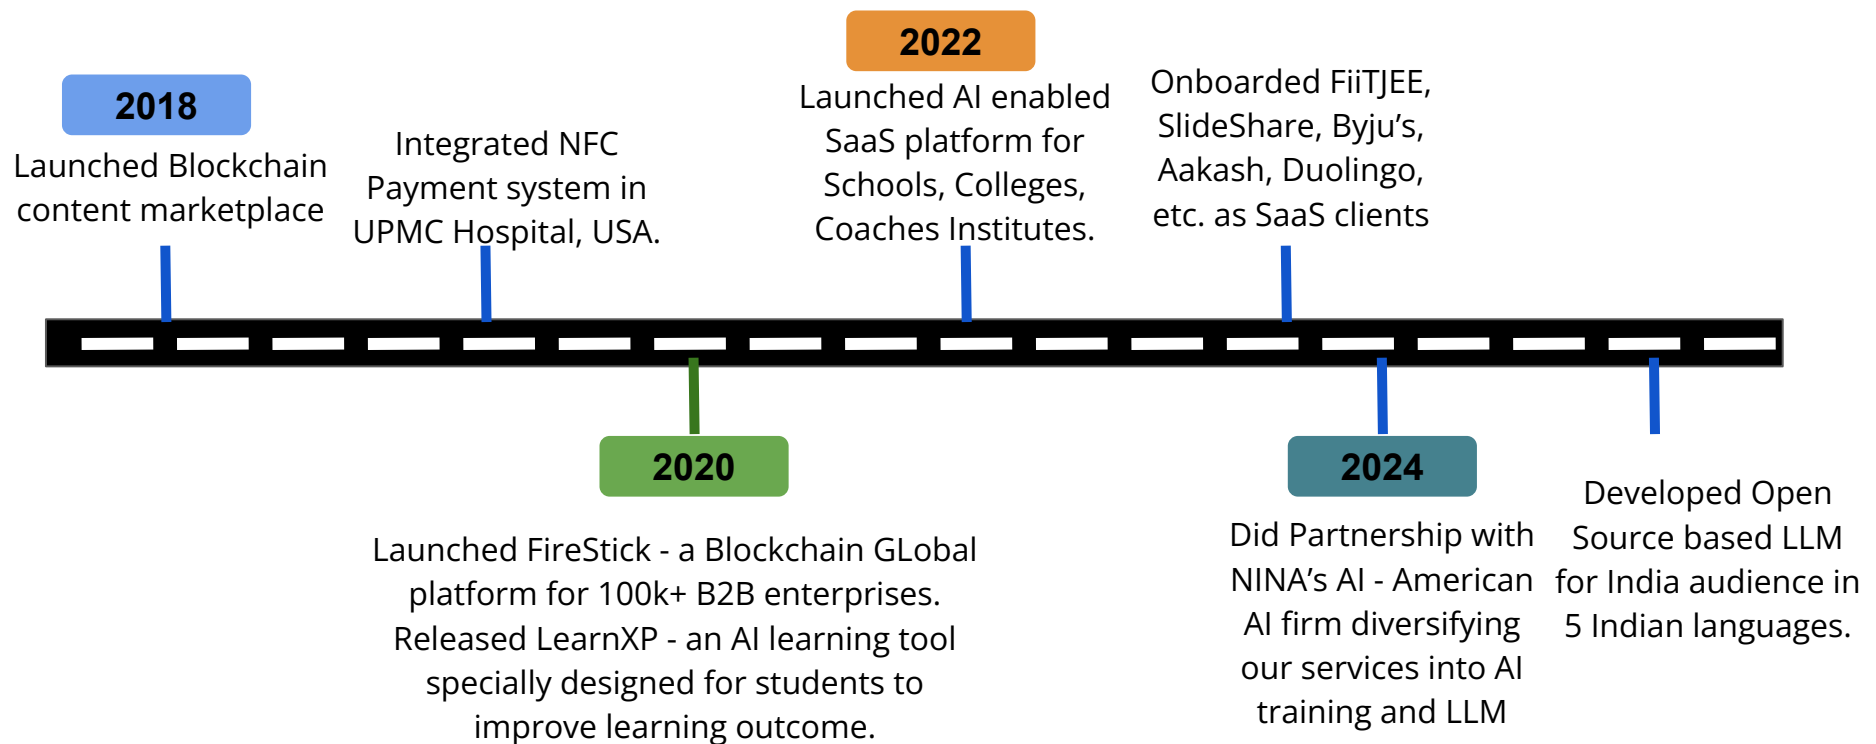 2018
Launched Blockchain
content marketplace
Integrated NFC
Payment system in
UPMC Hospital, USA.
2020
Launched FireStick - a Blockchain GLobal
platform for 100k+ B2B enterprises.
Released LearnXP - an AI learning tool
specially designed for students to
improve learning outcome.
2022
Launched AI enabled
SaaS platform for
Schools, Colleges,
Coaches Institutes.
Onboarded FiiTJEE,
SlideShare, Byju’s,
Aakash, Duolingo,
etc. as SaaS clients
2024
Did Partnership with
NINA’s AI - American
AI firm diversifying
our services into AI
training and LLM
Developed Open
Source based LLM
for India audience in
5 Indian languages.